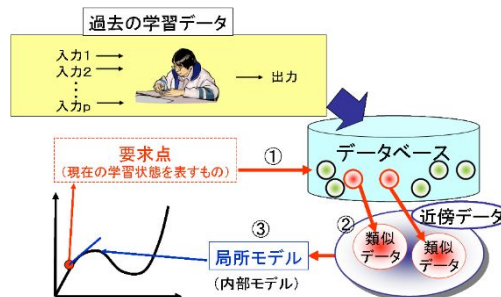 過去の学習データ
入力1
入力2
⋮
入力p
出力
要求点
(現在の学習状態を表すもの)
①
データベース
近傍データ
②
類似
データ
類似
データ
③
局所モデル
(内部モデル)